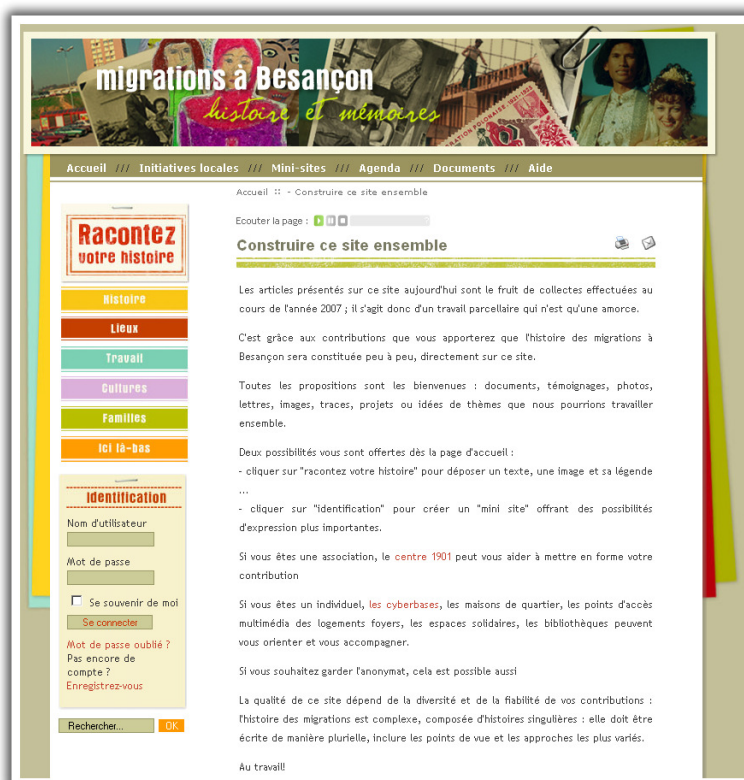 migrations à Besançon
histoire et mémoires
Accueil /// Initiatives locales /// Mini-sites /// Agenda /// Documents /// Aide
Accueil :: - Construire ce site ensemble
Racontez
votre histoire
Histoire
Lieux
Travail
Cultures
Familles
Ici là-bas
Identification
Nom d'utilisateur
Mot de passe
Se souvenir de moi
Se connecter
Mot de passe oublié ?
Pas encore de
compte ?
Enregistrez-vous
Rechercher... OK
Ecouter la page :
Construire ce site ensemble
Les articles présentés sur ce site aujourd'hui sont le fruit de collectes effectuées au
cours de l'année 2007 ; il s'agit donc d'un travail parcellaire qui n'est qu'une amorce.
C'est grâce aux contributions que vous apporterez que l'histoire des migrations à
Besançon sera constituée peu à peu, directement sur ce site.
Toutes les propositions sont les bienvenues : documents, témoignages, photos,
lettres, images, traces, projets ou idées de thèmes que nous pourrions travailler
ensemble.
Deux possibilités vous sont offertes dès la page d'accueil :
- cliquer sur "racontez votre histoire" pour déposer un texte, une image et sa légende
...
- cliquer sur "identification" pour créer un "mini site" offrant des possibilités
d'expression plus importantes.
Si vous êtes une association, le centre 1901 peut vous aider à mettre en forme votre
contribution
Si vous êtes un individuel, les cyberbases, les maisons de quartier, les points d'accès
multimédia des logements foyers, les espaces solidaires, les bibliothèques peuvent
vous orienter et vous accompagner.
Si vous souhaitez garder l'anonymat, cela est possible aussi
La qualité de ce site dépend de la diversité et de la fiabilité de vos contributions :
l'histoire des migrations est complexe, composée d'histoires singulières : elle doit être
écrite de manière plurielle, inclure les points de vue et les approches les plus variés.
Au travail!